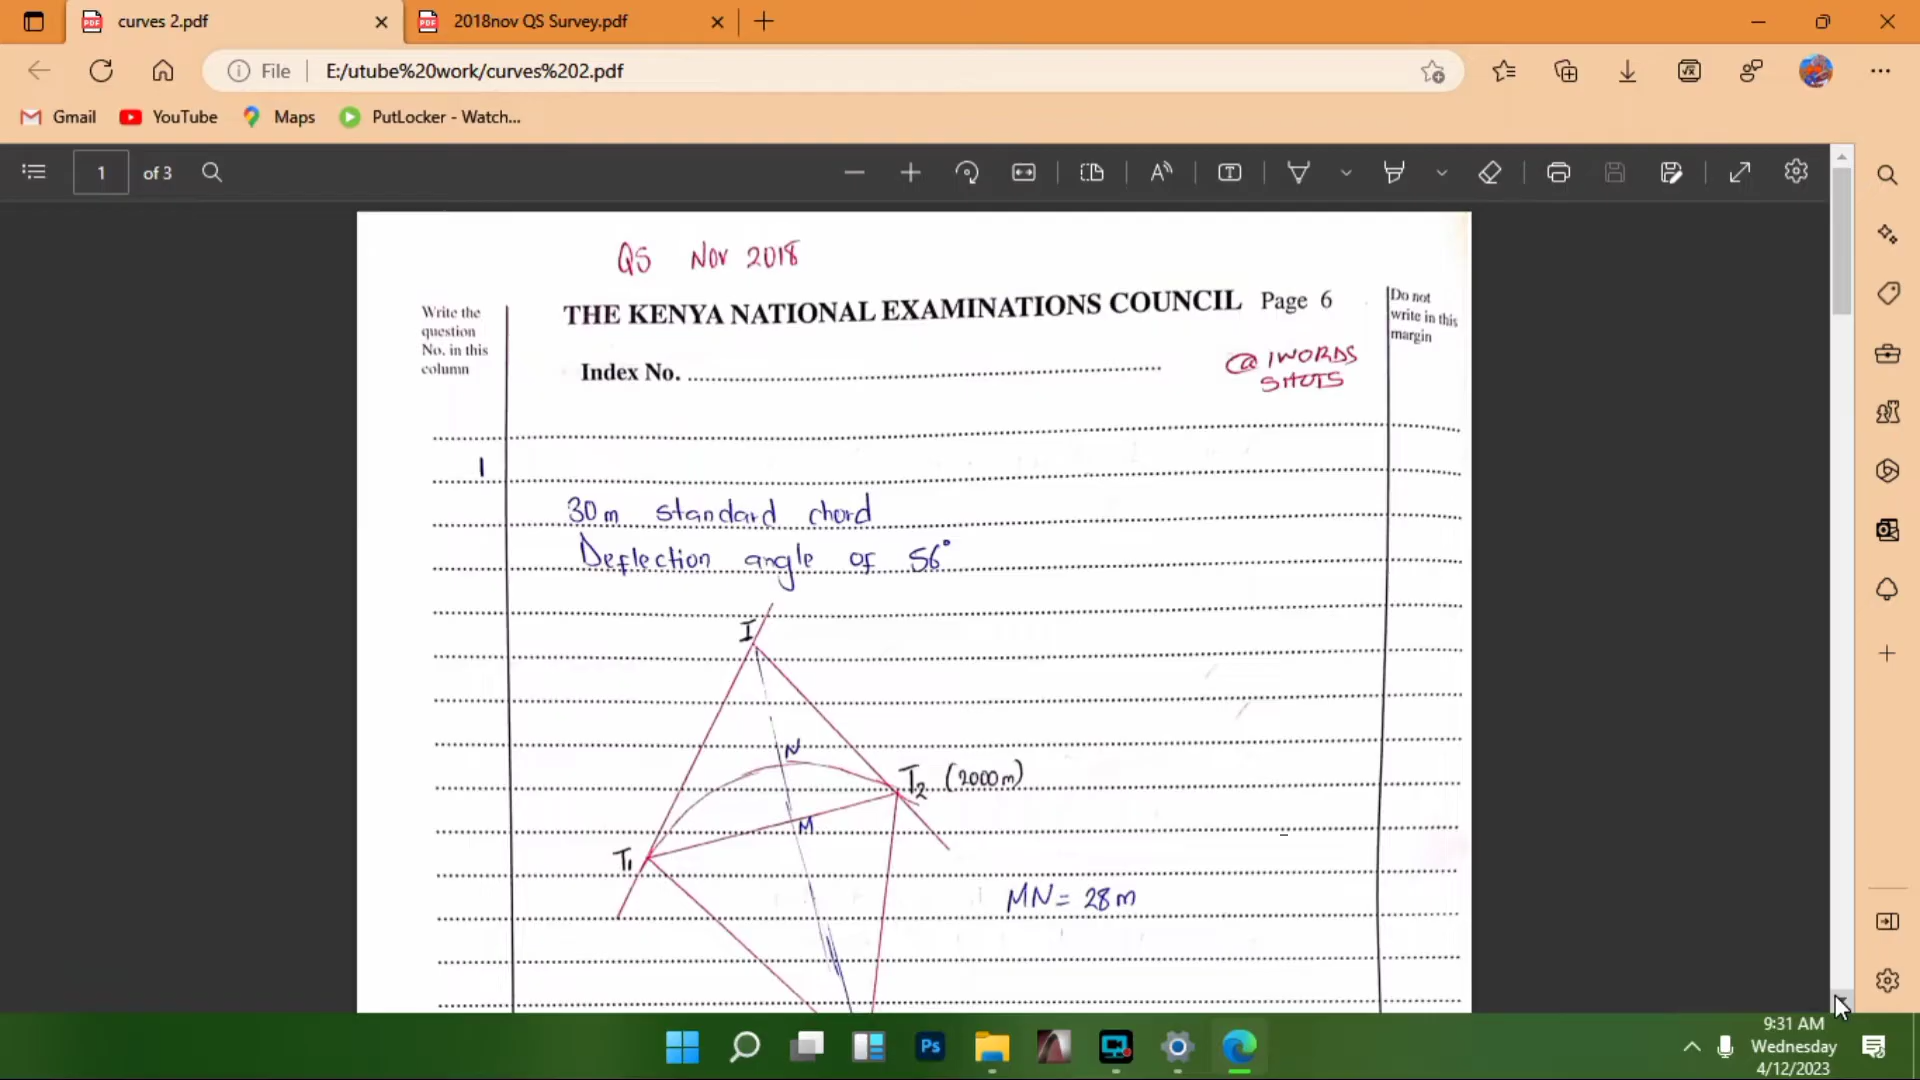 curves 2.pdf
2018nov QS Survey.pdf
File
E:/utube%20work/curves%202.pdf
Gmail
YouTube
Maps
PutLocker - Watch...
1
of 3
QS Nov 2018
Write the
question
No. in this
column
THE KENYA NATIONAL EXAMINATIONS COUNCIL Page 6
Do not
write in this
margin
Index No.
@ 1WORDS
SHOTS
1
30m standard chord
Deflection angle of 56°
I
N
T2 (2000m)
M
T1
MN = 28m
Ps
9:31 AM
Wednesday
4/12/2023